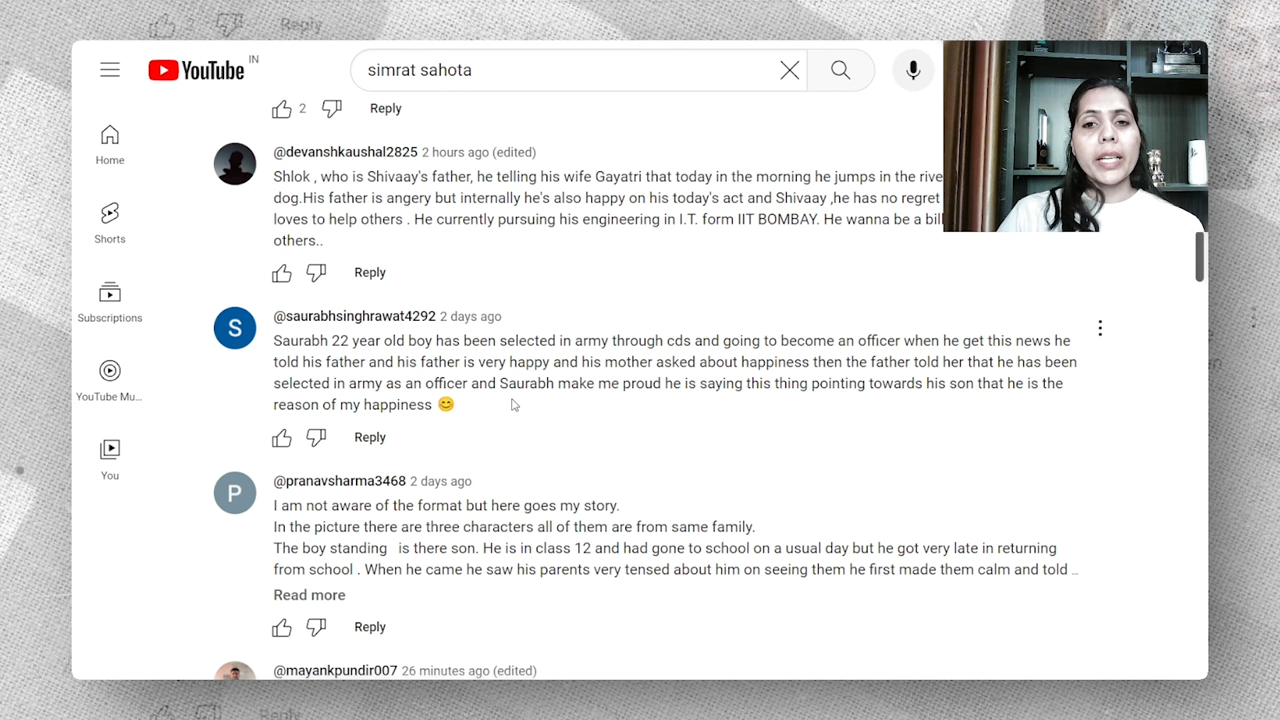 Reply
YouTube IN
simrat sahota
2 Reply
@devanshkaushal2825 2 hours ago (edited)
Shlok , who is Shivaay's father, he telling his wife Gayatri that today in the morning he jumps in the
dog.His father is angery but internally he's also happy on his today's act and Shivaay ,he has no regret
loves to help others . He currently pursuing his engineering in I.T. form IIT BOMBAY. He wanna be a
others..
Reply
@saurabhsinghrawat4292 2 days ago
Saurabh 22 year old boy has been selected in army through cds and going to become an officer when he get this news he
told his father and his father is very happy and his mother asked about happiness then the father told her that he has been
selected in army as an officer and Saurabh make me proud he is saying this thing pointing towards his son that he is the
reason of my happiness 😊
Reply
@pranavsharma3468 2 days ago
I am not aware of the format but here goes my story.
In the picture there are three characters all of them are from same family.
The boy standing is there son. He is in class 12 and had gone to school on a usual day but he got very late in returning
from school . When he came he saw his parents very tensed about him on seeing them he first made them calm and told ...
Read more
Reply
@mayankpundir007 26 minutes ago (edited)
Home
Shorts
Subscriptions
YouTube Mu...
You
S
P
Reply